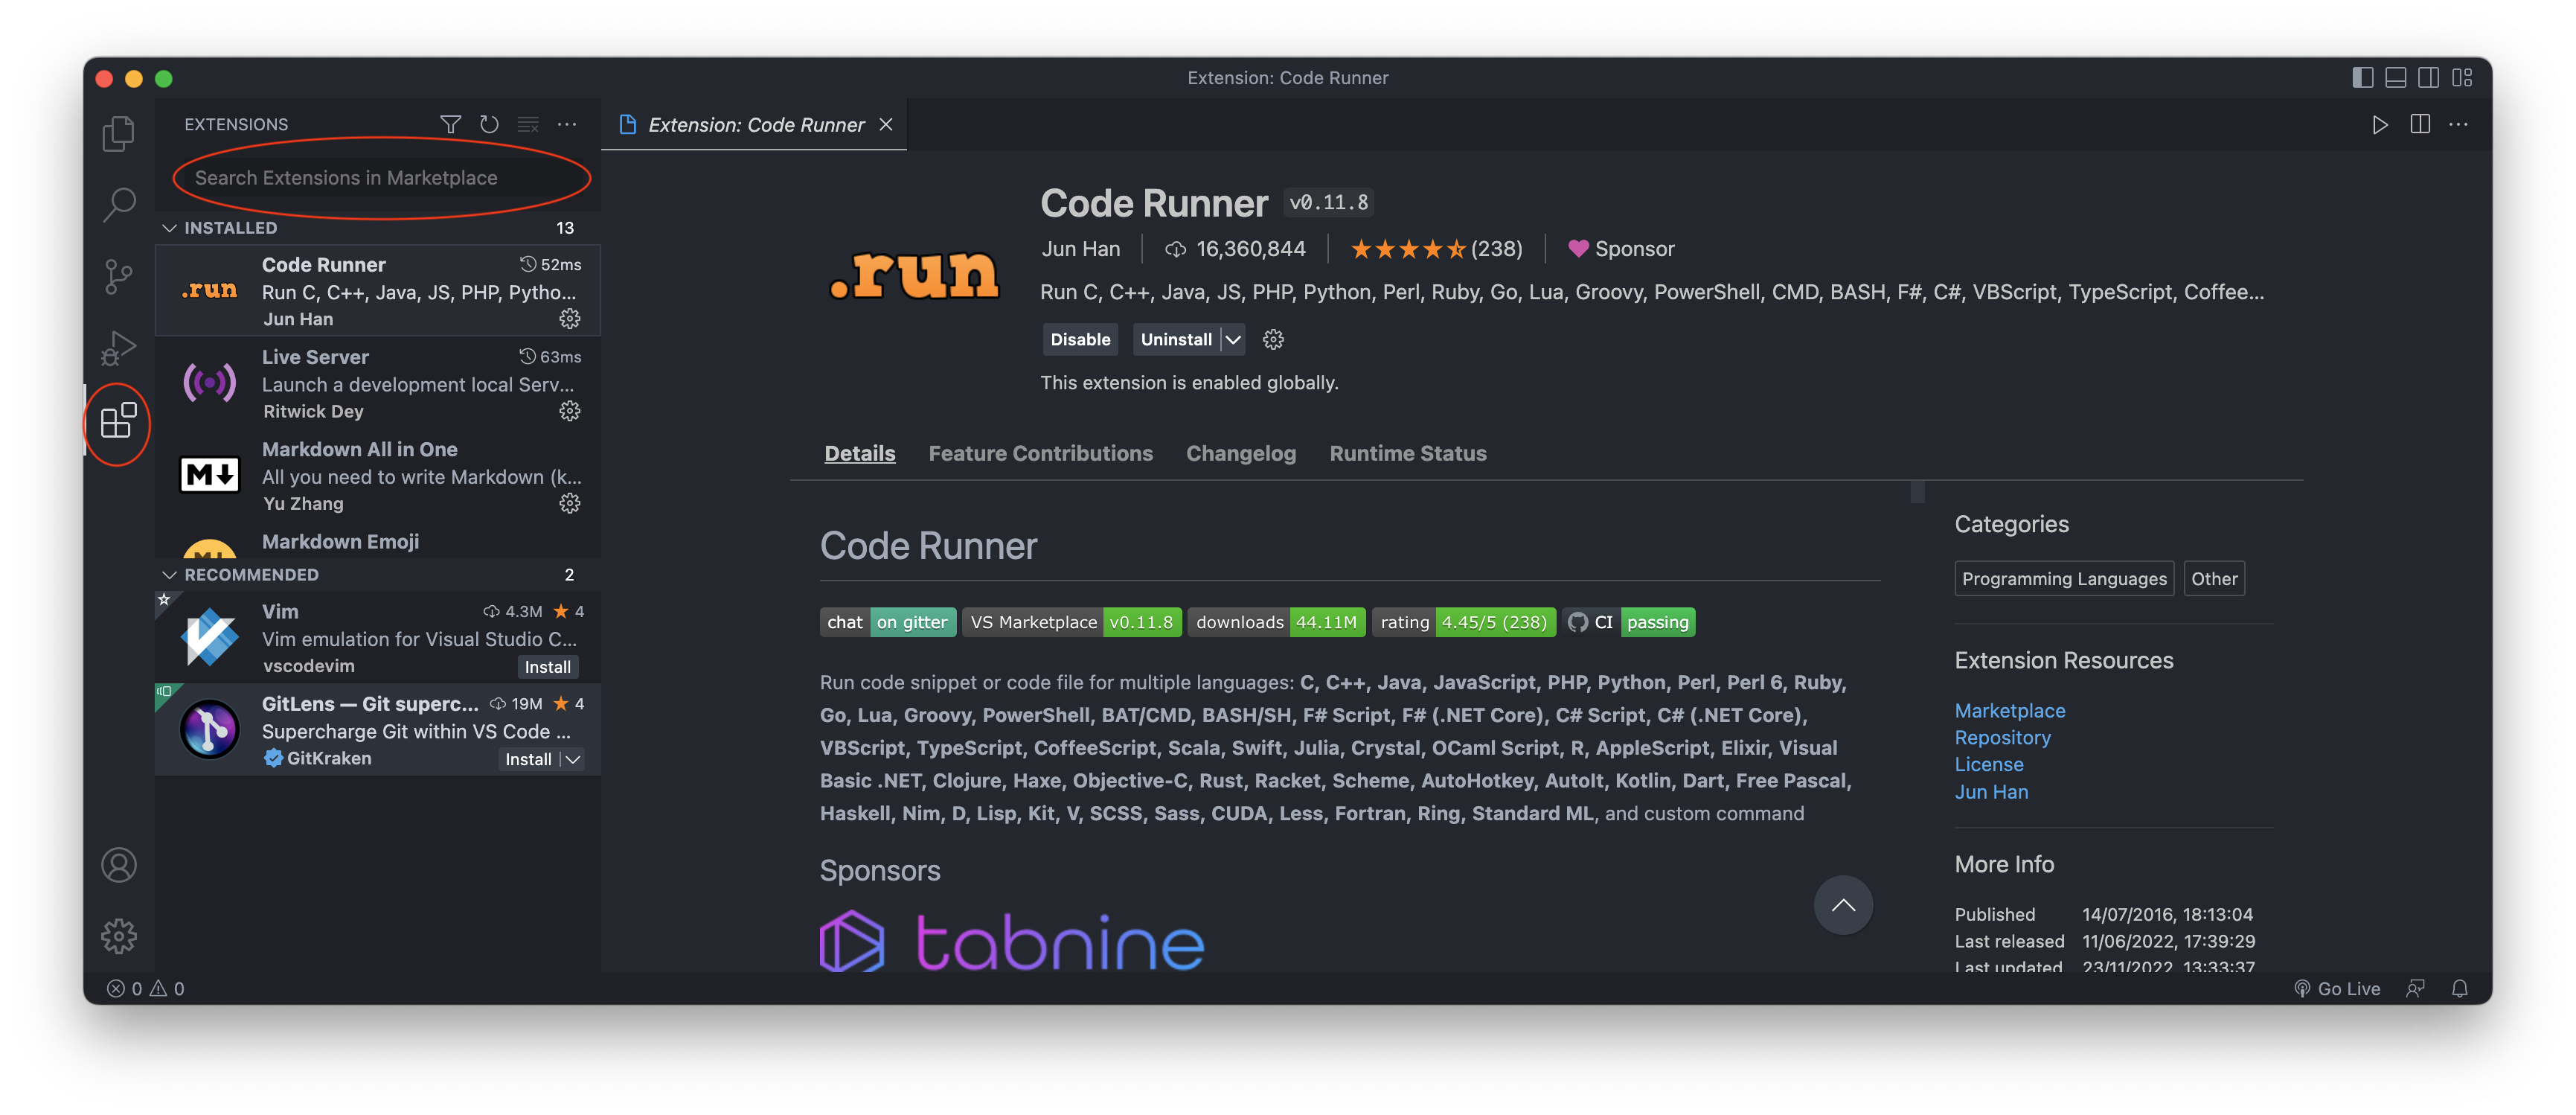 Extension: Code Runner
EXTENSIONS
Search Extensions in Marketplace
INSTALLED 13
.run
Code Runner 52ms
Run C, C++, Java, JS, PHP, Pytho...
Jun Han
Live Server 63ms
Launch a development local Serv...
Ritwick Dey
M
Markdown All in One
All you need to write Markdown (k...
Yu Zhang
Markdown Emoji
RECOMMENDED 2
Vim 4.3M ★ 4
Vim emulation for Visual Studio C...
vscodevim Install
GitLens — Git superc... 19M ★ 4
Supercharge Git within VS Code ...
GitKraken Install
Extension: Code Runner
.run
Code Runner v0.11.8
Jun Han 16,360,844 (238) Sponsor
Run C, C++, Java, JS, PHP, Python, Perl, Ruby, Go, Lua, Groovy, PowerShell, CMD, BASH, F#, C#, VBScript, TypeScript, Coffee...
Disable Uninstall
This extension is enabled globally.
Details Feature Contributions Changelog Runtime Status
Code Runner
chat on gitter VS Marketplace v0.11.8 downloads 44.11M rating 4.45/5 (238) CI passing
Run code snippet or code file for multiple languages: C, C++, Java, JavaScript, PHP, Python, Perl, Perl 6, Ruby,
Go, Lua, Groovy, PowerShell, BAT/CMD, BASH/SH, F# Script, F# (.NET Core), C# Script, C# (.NET Core),
VBScript, TypeScript, CoffeeScript, Scala, Swift, Julia, Crystal, OCaml Script, R, AppleScript, Elixir, Visual
Basic .NET, Clojure, Haxe, Objective-C, Rust, Racket, Scheme, AutoHotkey, AutoIt, Kotlin, Dart, Free Pascal,
Haskell, Nim, D, Lisp, Kit, V, SCSS, Sass, CUDA, Less, Fortran, Ring, Standard ML, and custom command
Sponsors
tabnine
Categories
Programming Languages Other
Extension Resources
Marketplace
Repository
License
Jun Han
More Info
Published 14/07/2016, 18:13:04
Last released 11/06/2022, 17:39:29
Last updated 23/11/2022, 13:33:37
0 0
Go Live